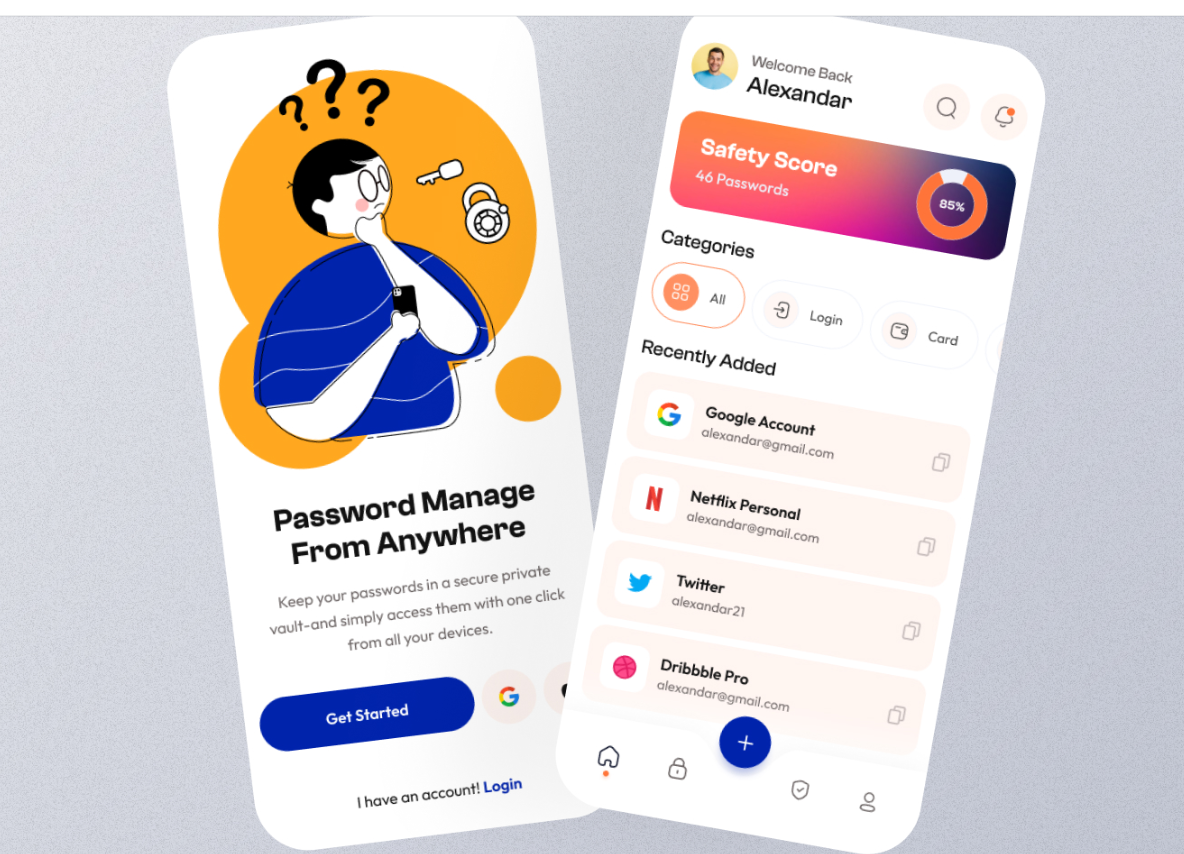 ? ? ?
Password Manage
From Anywhere
Keep your passwords in a secure private
vault-and simply access them with one click
from all your devices.
Get Started
I have an account! Login
Welcome Back
Alexandar
Safety Score
46 Passwords
85%
Categories
All
Login
Card
Recently Added
Google Account
alexandar@gmail.com
Netflix Personal
alexandar@gmail.com
Twitter
alexandar21
Dribbble Pro
alexandar@gmail.com